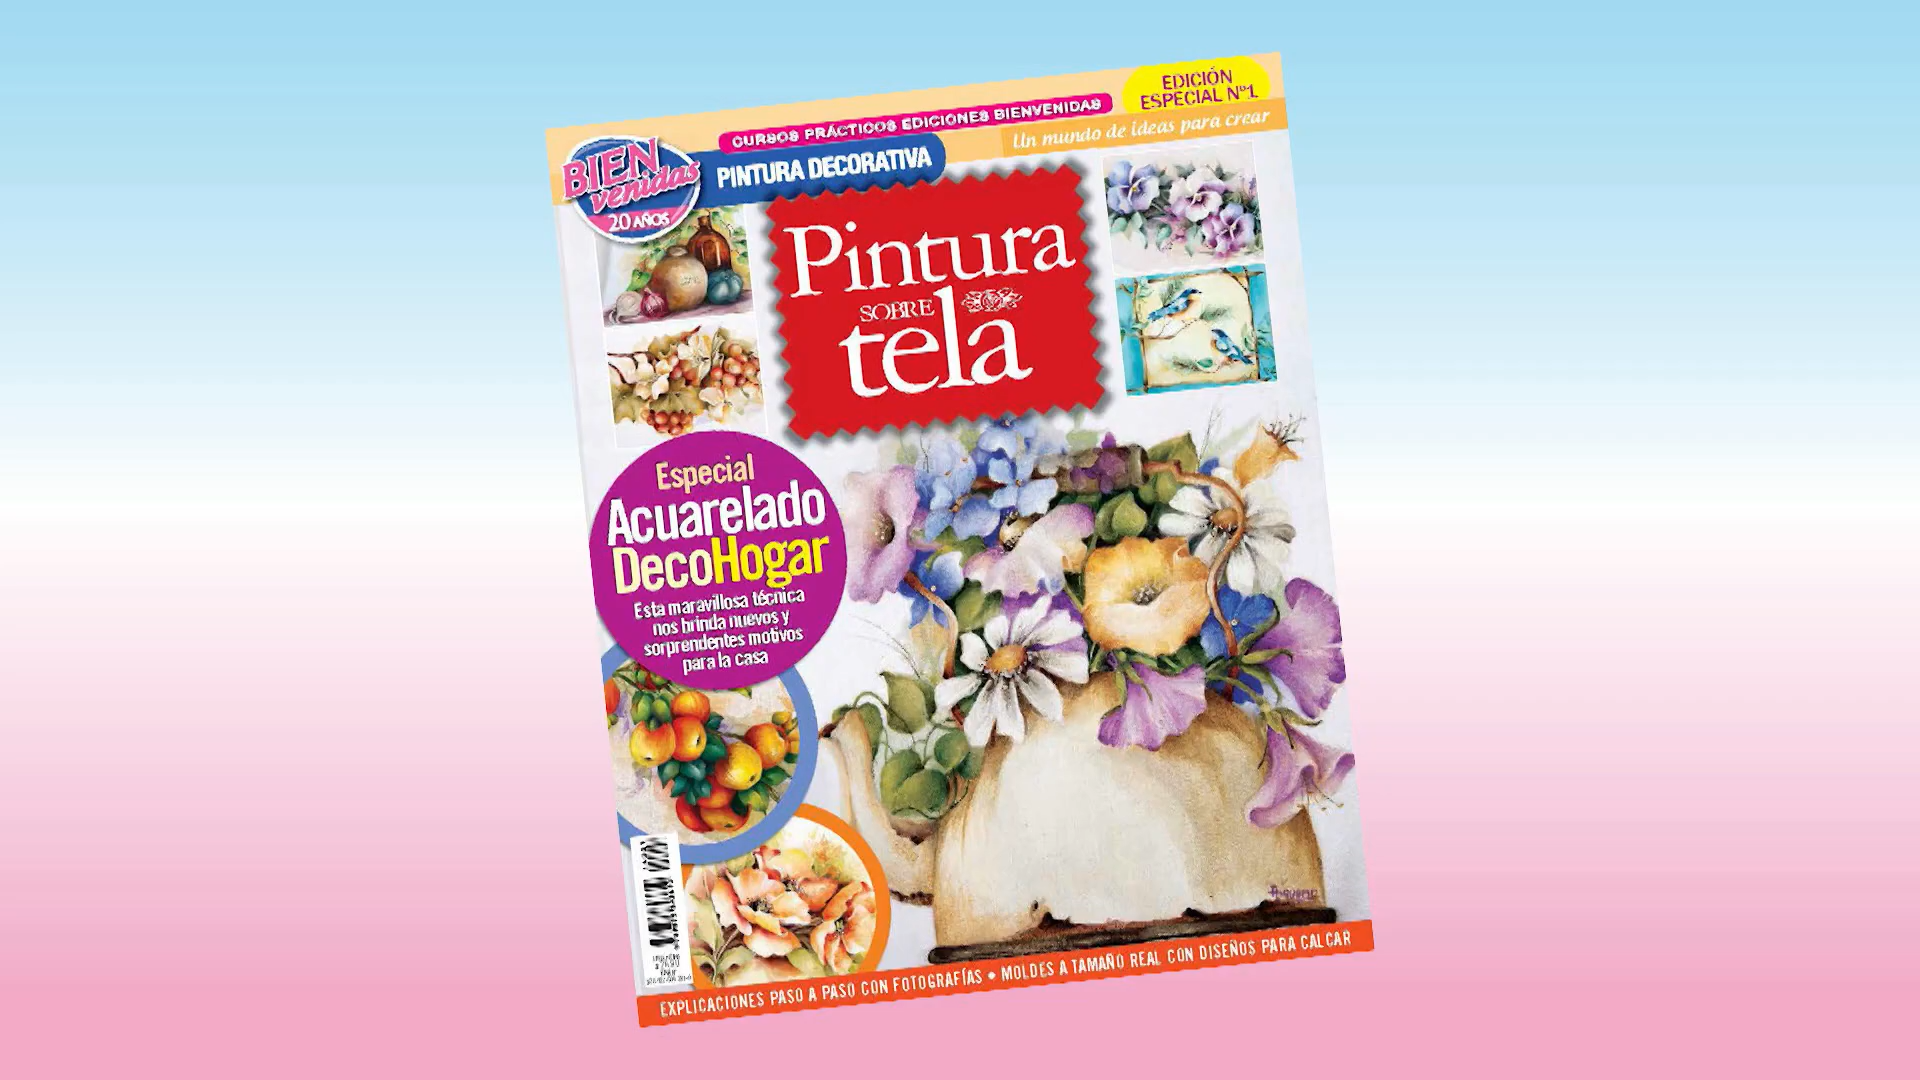 EDICIÓN
ESPECIAL Nº1
CURSOS PRÁCTICOS EDICIONES BIENVENIDAS
Un mundo de ideas para crear
BIEN
venidas
20 AÑOS
PINTURA DECORATIVA
Pintura
SOBRE
tela
Especial
Acuarelado
DecoHogar
Esta maravillosa técnica
nos brinda nuevos y
sorprendentes motivos
para la casa
EXPLICACIONES PASO A PASO CON FOTOGRAFÍAS • MOLDES A TAMAÑO REAL CON DISEÑOS PARA CALCAR